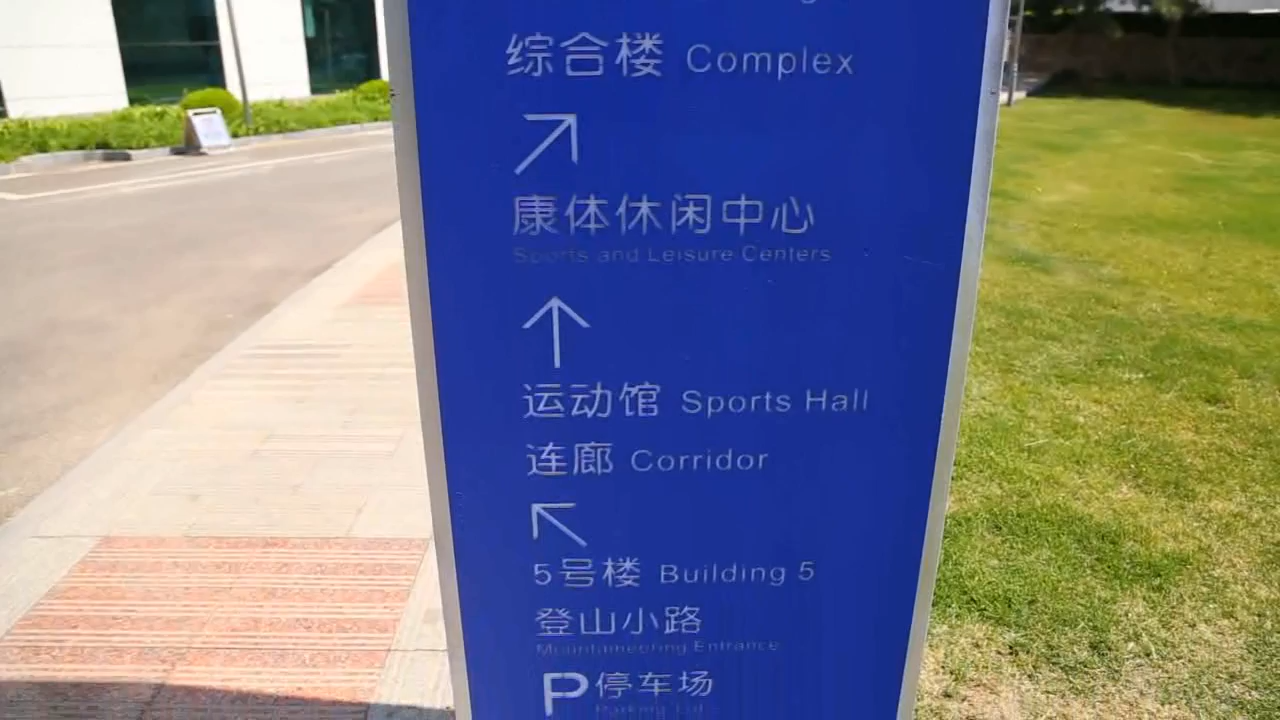 综合楼 Complex
康体休闲中心
Sports and Leisure Centers
运动馆 Sports Hall
连廊 Corridor
5号楼 Building 5
登山小路
Mountaineering Entrance
P 停车场
Parking